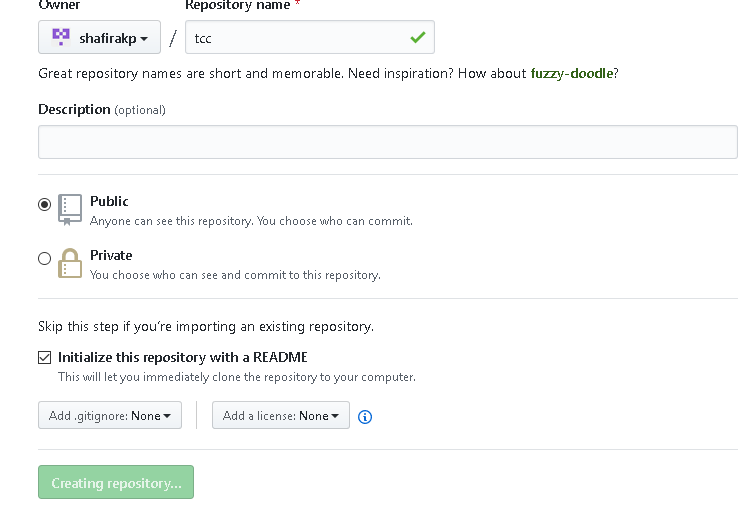 Owner Repository name *
shafirakp / tcc
Great repository names are short and memorable. Need inspiration? How about fuzzy-doodle?
Description (optional)
Public
Anyone can see this repository. You choose who can commit.
Private
You choose who can see and commit to this repository.
Skip this step if you're importing an existing repository.
Initialize this repository with a README
This will let you immediately clone the repository to your computer.
Add .gitignore: None Add a license: None
Creating repository...